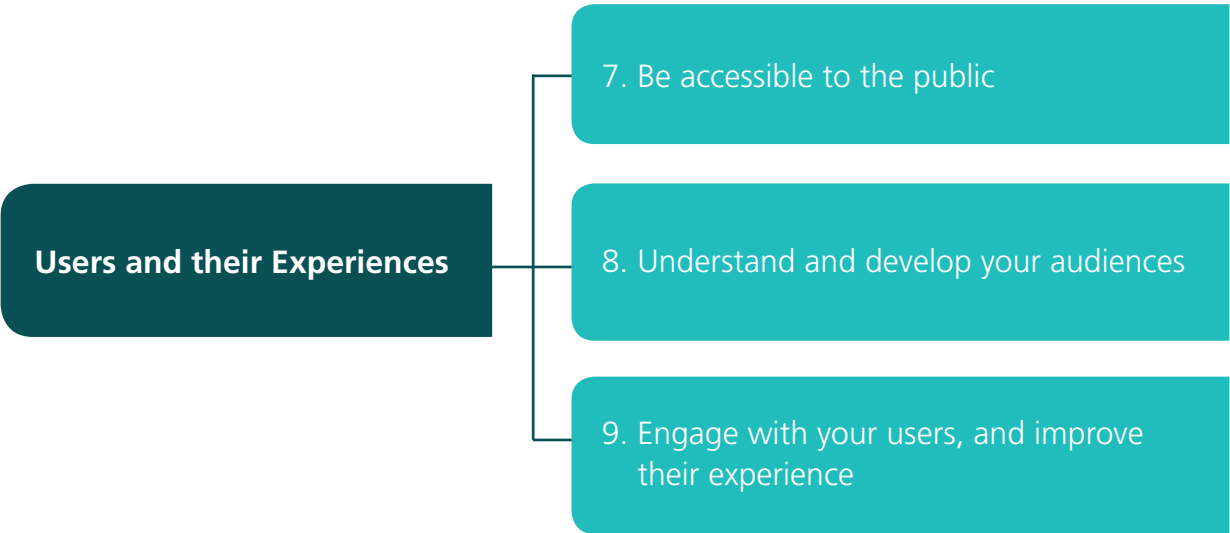 7. Be accessible to the public
Users and their Experiences
8. Understand and develop your audiences
9. Engage with your users, and improve
their experience